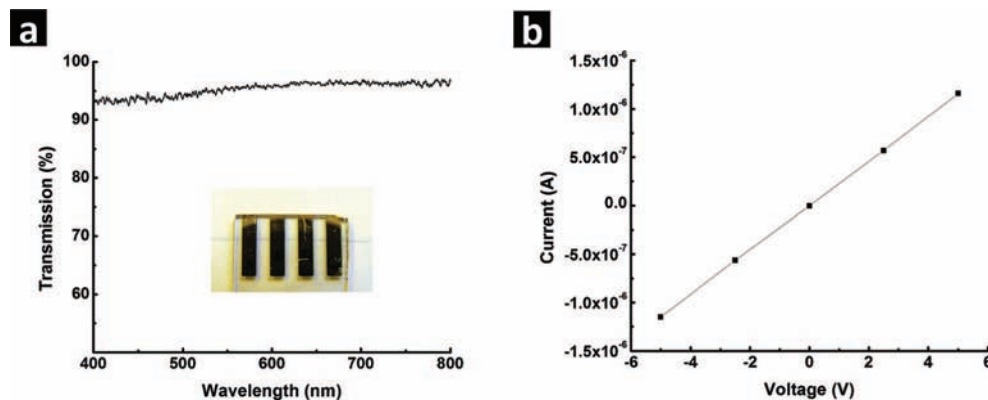 a
100
90
80
70
60
Transmission (%)
400 500 600 700 800
Wavelength (nm)
b
1.5x10⁻⁶
1.0x10⁻⁶
5.0x10⁻⁷
0.0
-5.0x10⁻⁷
-1.0x10⁻⁶
-1.5x10⁻⁶
Current (A)
-6 -4 -2 0 2 4 6
Voltage (V)